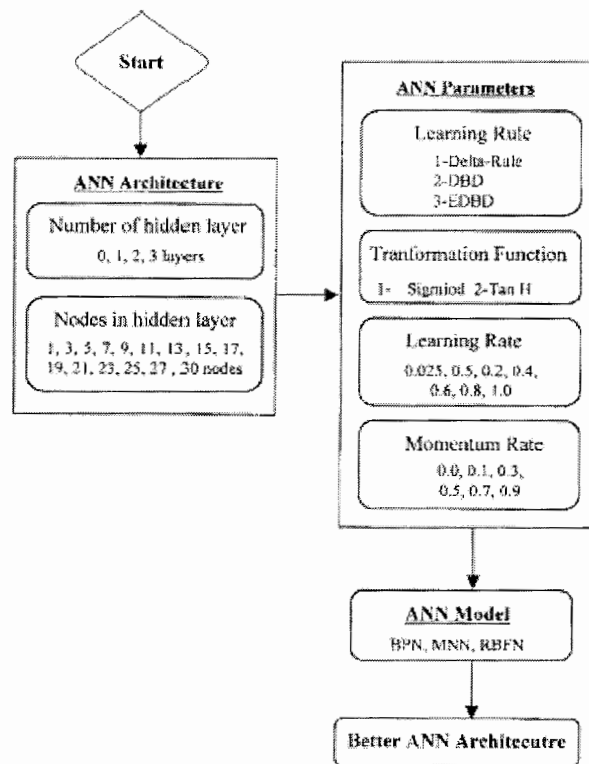 Start
ANN Architecture
Number of hidden layer
0, 1, 2, 3 layers
Nodes in hidden layer
1, 3, 5, 7, 9, 11, 13, 15, 17,
19, 21, 23, 25, 27 , 30 nodes
ANN Parameters
Learning Rule
1-Delta-Rule
2-DBD
3-EDBD
Tranformation Function
1- Sigmiod 2-Tan H
Learning Rate
0.025, 0.5, 0.2, 0.4,
0.6, 0.8, 1.0
Momentum Rate
0.0, 0.1, 0.3,
0.5, 0.7, 0.9
ANN Model
BPN, MNN, RBFN
Better ANN Architecutre